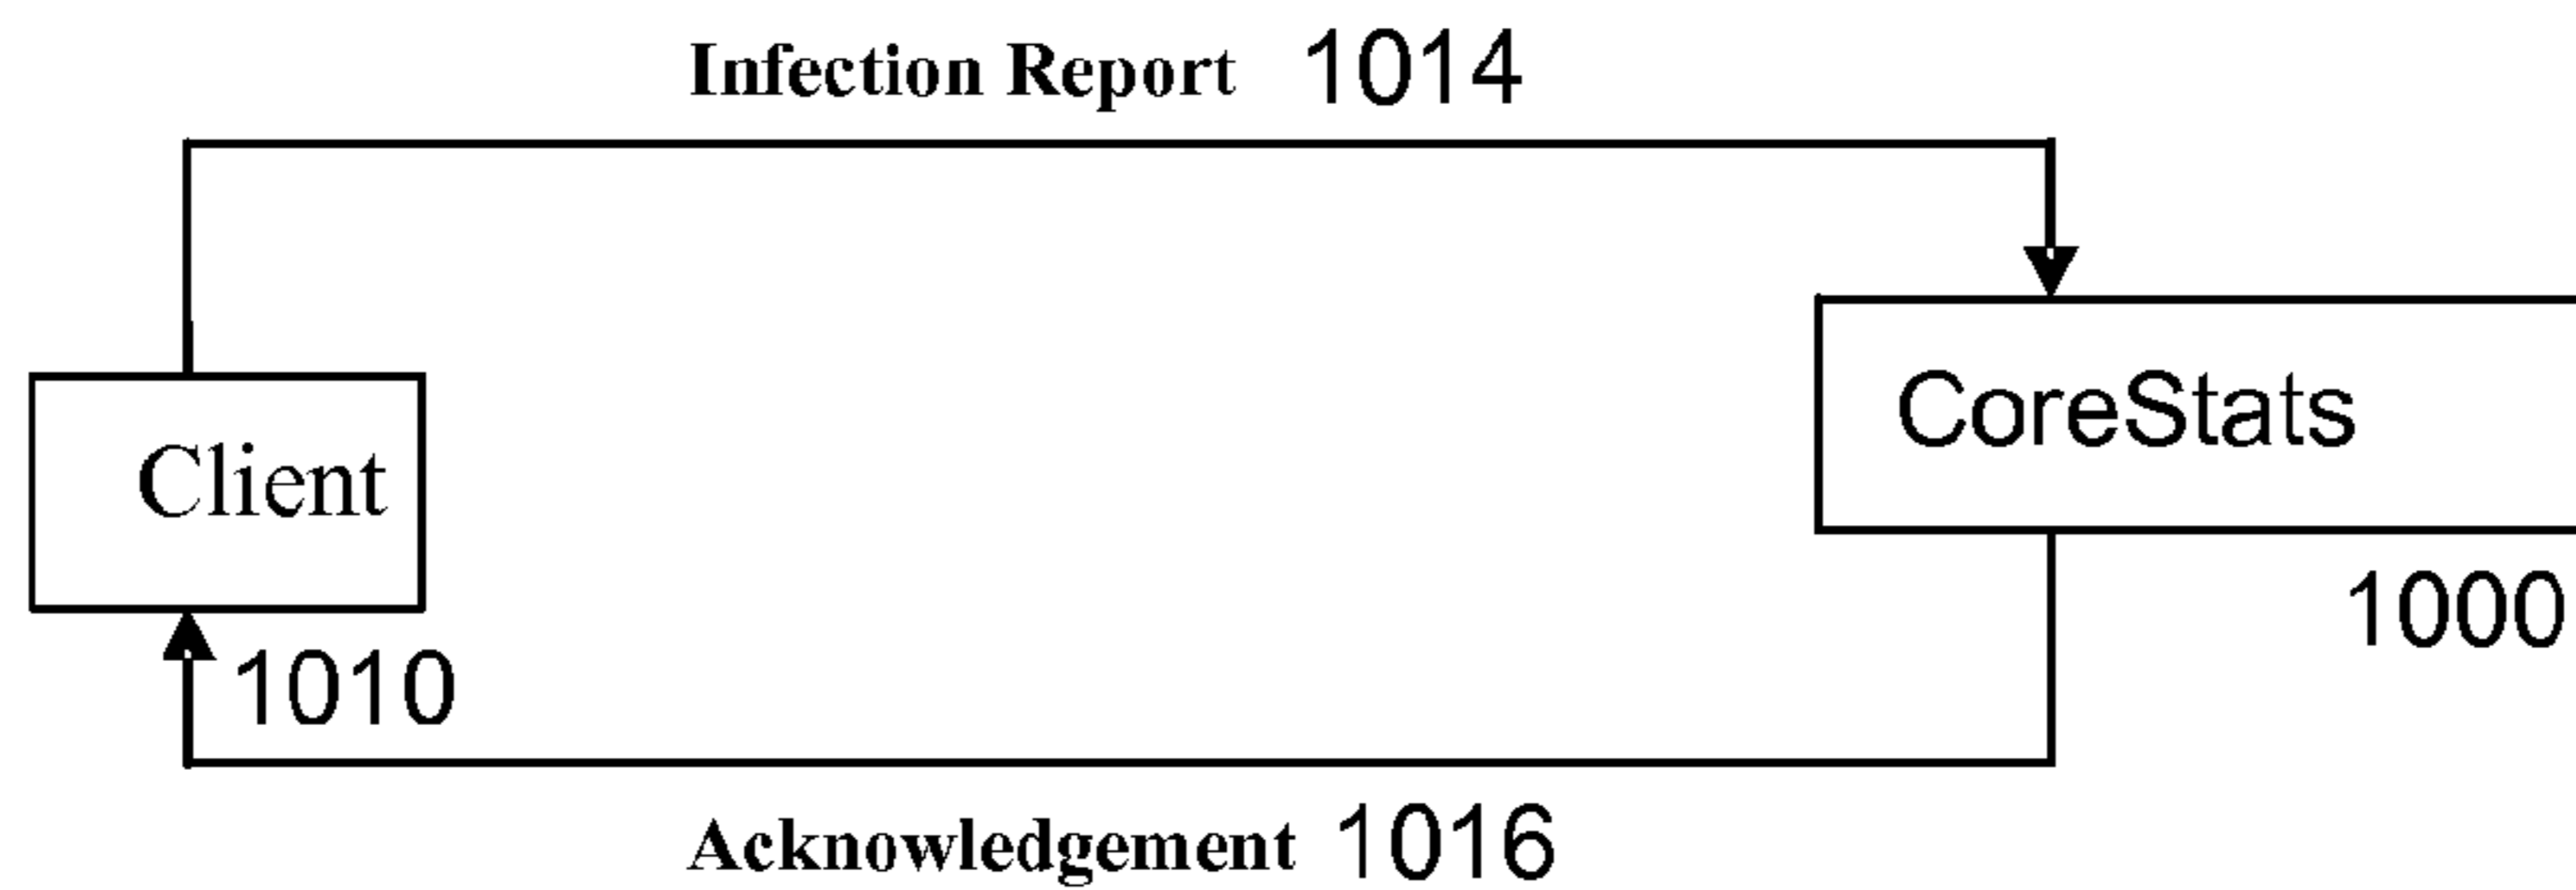 Infection Report 1014
CoreStats
Client
1000
1010
Acknowledgement 1016